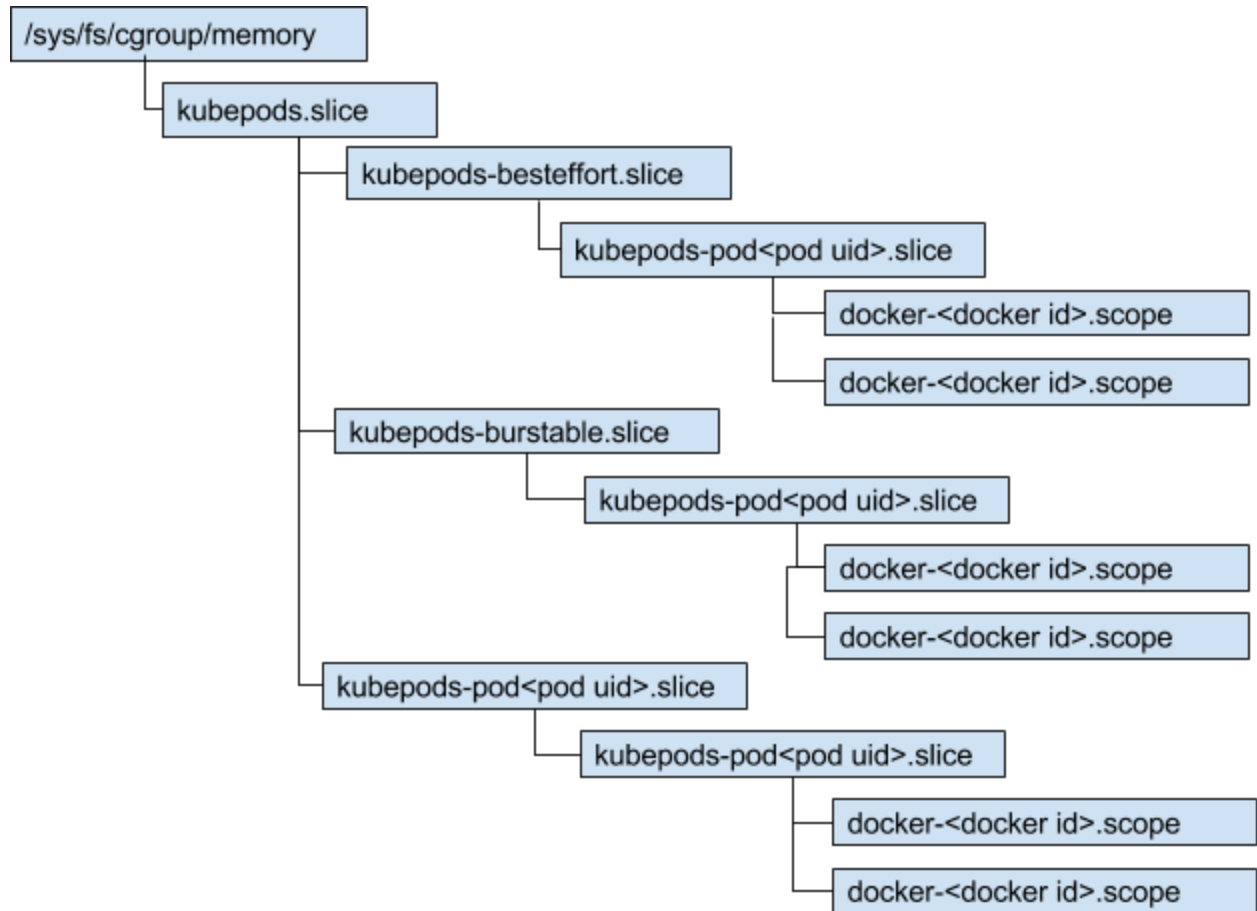 /sys/fs/cgroup/memory
kubepods.slice
kubepods-besteffort.slice
kubepods-pod<pod uid>.slice
docker-<docker id>.scope
docker-<docker id>.scope
kubepods-burstable.slice
kubepods-pod<pod uid>.slice
docker-<docker id>.scope
docker-<docker id>.scope
kubepods-pod<pod uid>.slice
kubepods-pod<pod uid>.slice
docker-<docker id>.scope
docker-<docker id>.scope